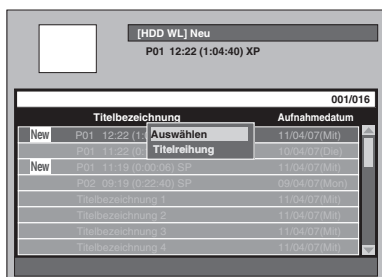 [HDD WL] Neu
P01 12:22 (1:04:40) XP
001/016
Titelbezeichnung Aufnahmedatum
New P01 12:22 (1:0 11/04/07(Mit)
Auswählen
P01 11:22 (0: 10/04/07(Die)
Titelreihung
New P01 11:19 (0:00:06) SP 11/04/07(Mit)
P02 09:19 (0:22:40) SP 09/04/07(Mon)
Titelbezeichnung 1 11/04/07(Mit)
Titelbezeichnung 2 11/04/07(Mit)
Titelbezeichnung 3 11/04/07(Mit)
Titelbezeichnung 4 11/04/07(Mit)